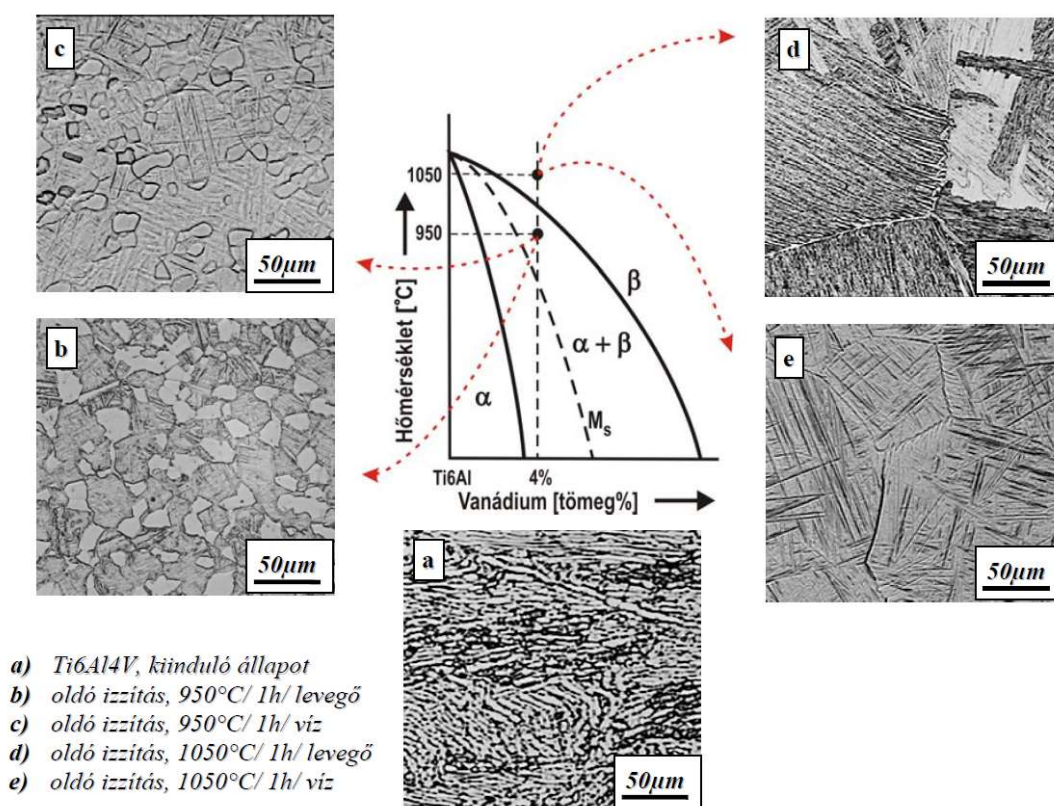 c
50µm
b
50µm
Hőmérséklet [°C]
1050
950
α
α + β
β
Mₛ
Ti6Al
4%
Vanádium [tömeg%]
d
50µm
e
50µm
a
50µm
a) Ti6Al4V, kiinduló állapot
b) oldó izzítás, 950°C/ 1h/ levegő
c) oldó izzítás, 950°C/ 1h/ víz
d) oldó izzítás, 1050°C/ 1h/ levegő
e) oldó izzítás, 1050°C/ 1h/ víz